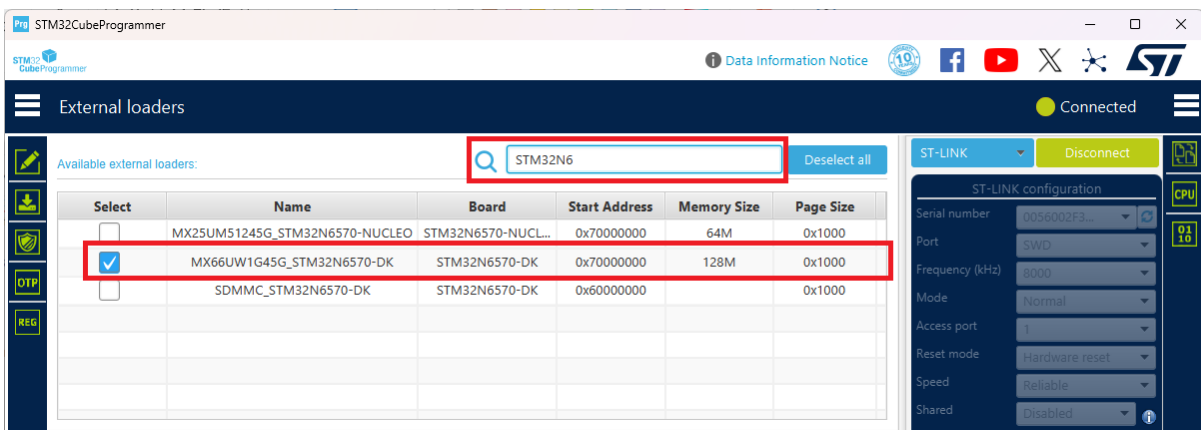 Prg STM32CubeProgrammer
STM32
CubeProgrammer
Data Information Notice
10
External loaders
Connected
Available external loaders:
STM32N6
Deselect all
ST-LINK
Disconnect
Select Name Board Start Address Memory Size Page Size
MX25UM51245G_STM32N6570-NUCLEO STM32N6570-NUCL... 0x70000000 64M 0x1000
MX66UW1G45G_STM32N6570-DK STM32N6570-DK 0x70000000 128M 0x1000
SDMMC_STM32N6570-DK STM32N6570-DK 0x60000000 0x1000
OTP
REG
ST-LINK configuration
Serial number 0056002F3...
Port SWD
Frequency (kHz) 8000
Mode Normal
Access port 1
Reset mode Hardware reset
Speed Reliable
Shared Disabled
CPU
01
10